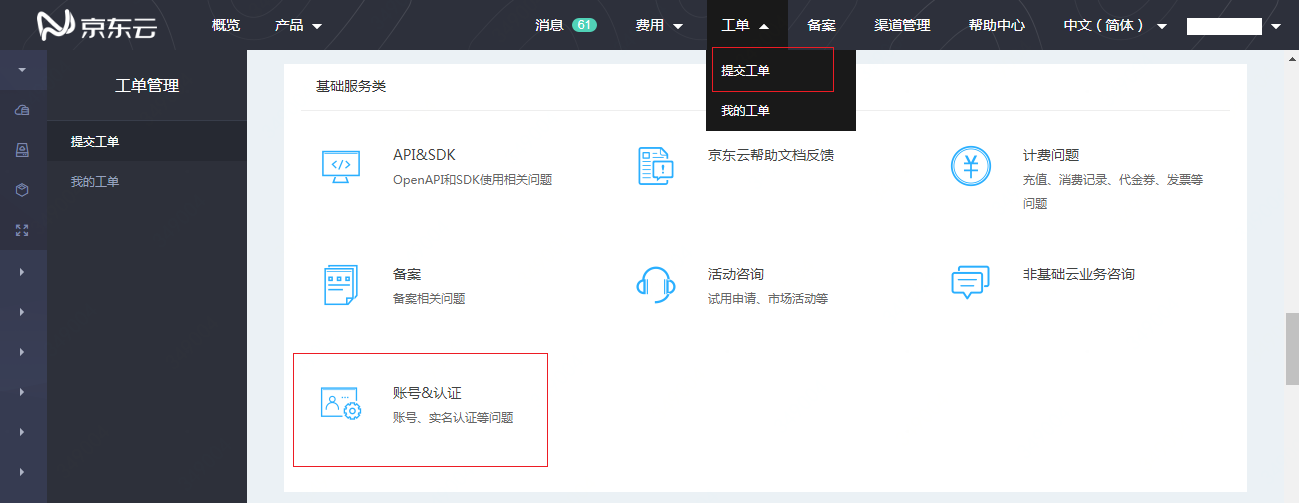 京东云
概览
产品
消息 61
费用
工单
备案
渠道管理
帮助中心
中文（简体）
提交工单
我的工单
工单管理
提交工单
我的工单
基础服务类
API&SDK
OpenAPI和SDK使用相关问题
京东云帮助文档反馈
计费问题
充值、消费记录、代金券、发票等
问题
备案
备案相关问题
活动咨询
试用申请、市场活动等
非基础云业务咨询
账号&认证
账号、实名认证等问题